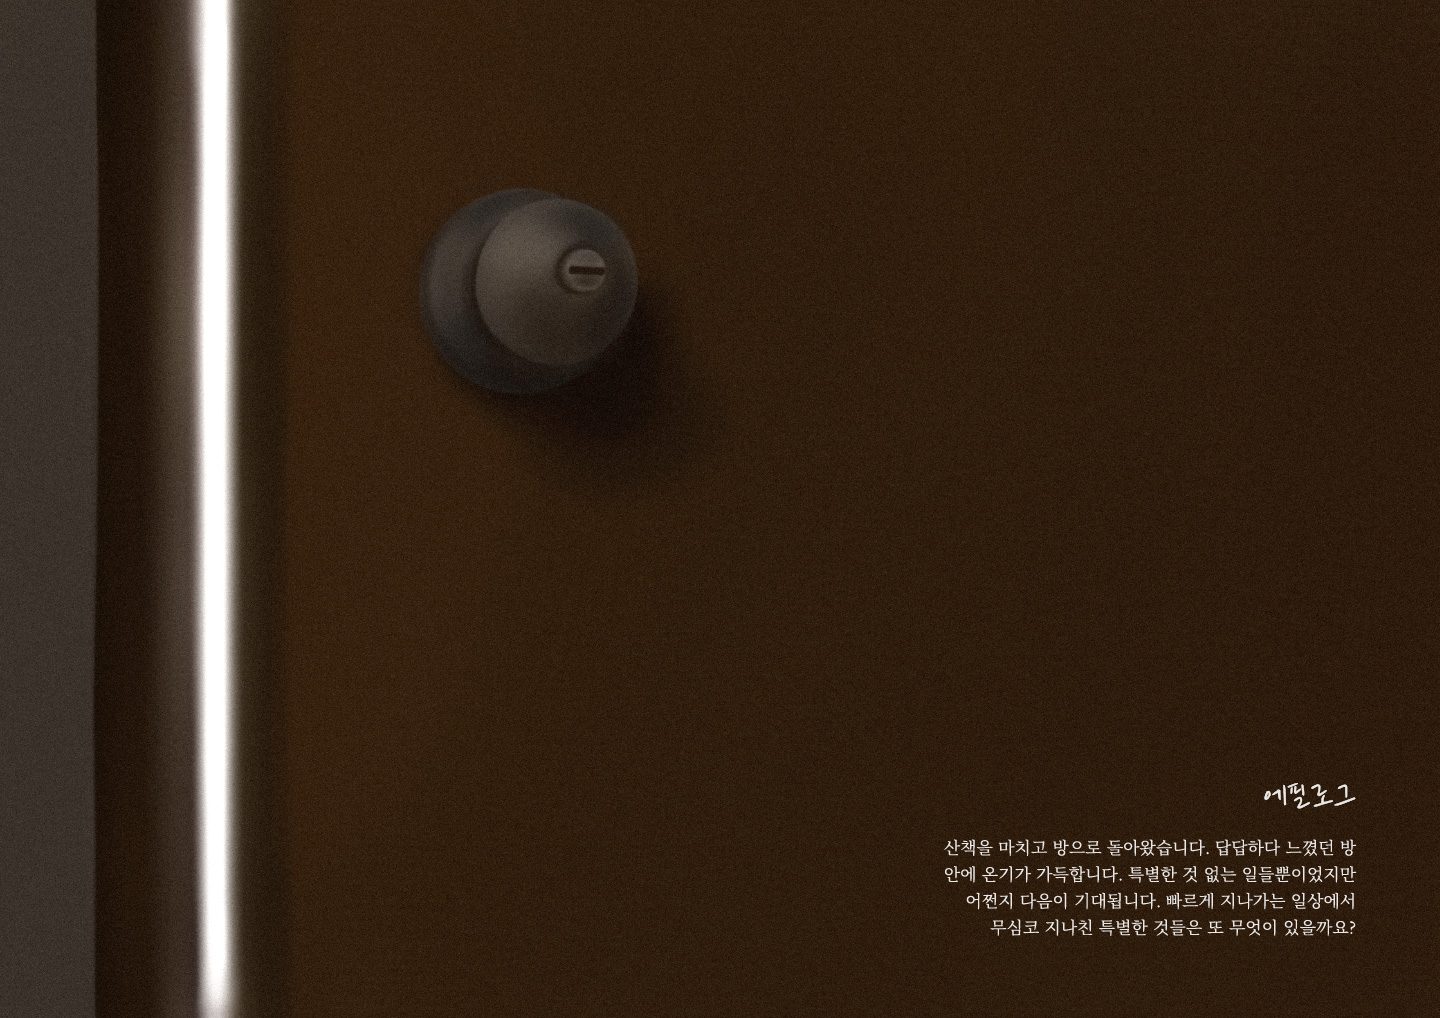 에필로그
산책을 마치고 방으로 돌아왔습니다. 답답하다 느꼈던 방
안에 온기가 가득합니다. 특별한 것 없는 일들뿐이었지만
어쩐지 다음이 기대됩니다. 빠르게 지나가는 일상에서
무심코 지나친 특별한 것들은 또 무엇이 있을까요?